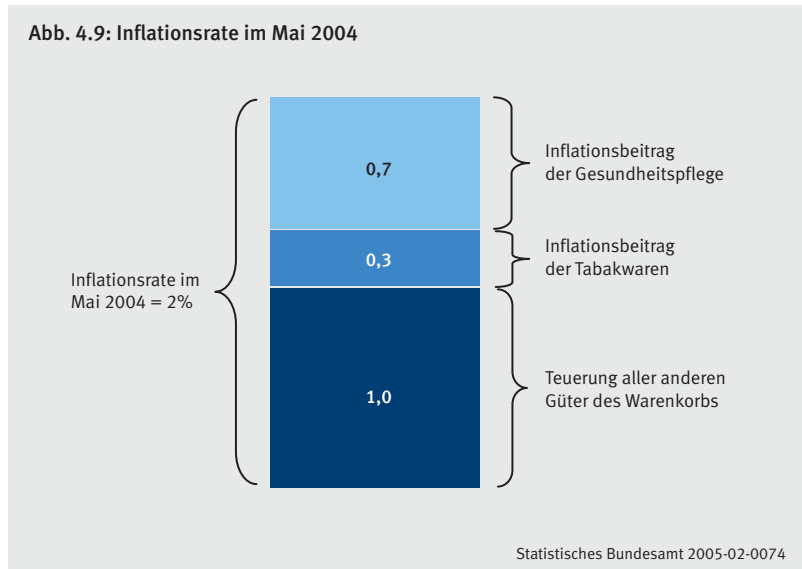 Abb. 4.9: Inflationsrate im Mai 2004
0,7
Inflationsbeitrag
der Gesundheitspflege
0,3
Inflationsbeitrag
der Tabakwaren
Inflationsrate im
Mai 2004 = 2%
1,0
Teuerung aller anderen
Güter des Warenkorbs
Statistisches Bundesamt 2005-02-0074